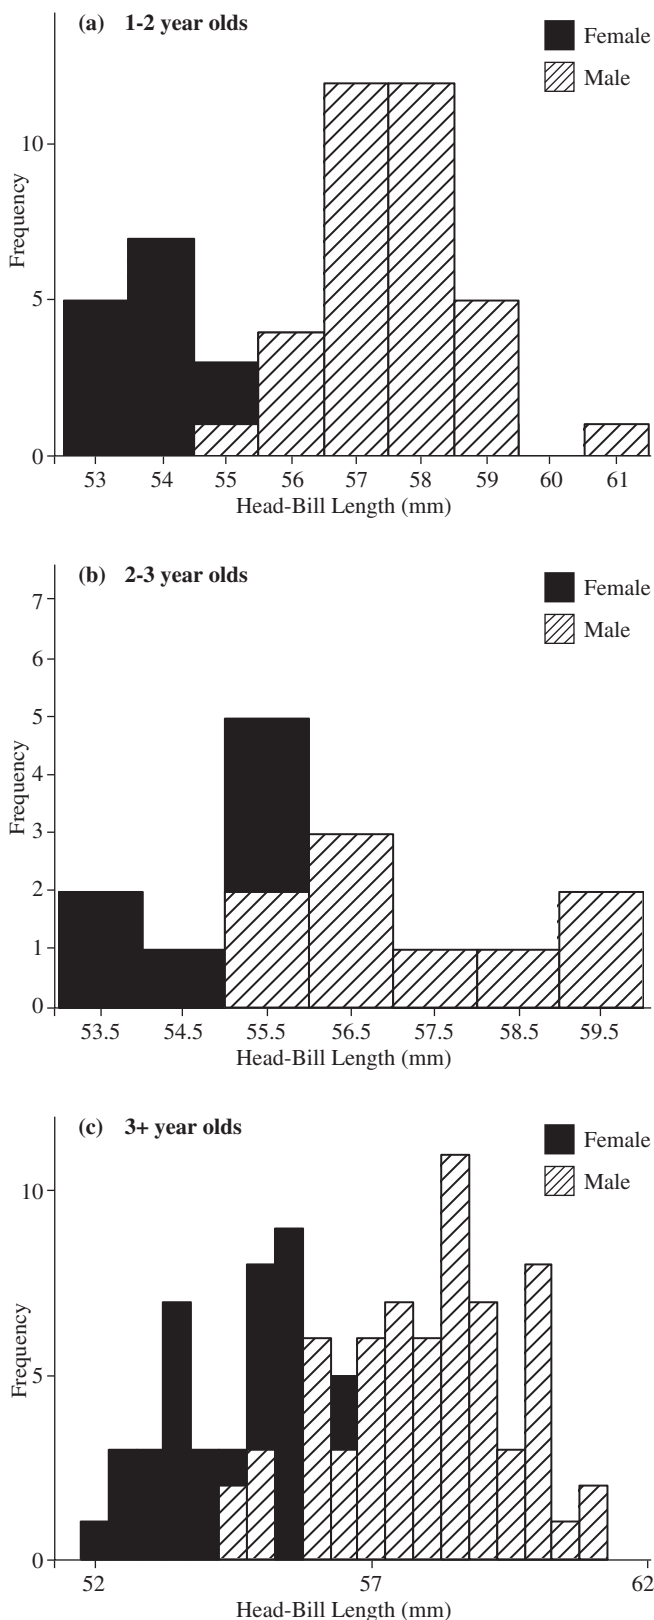 (a) 1-2 year olds
Female
Male
10
5
0
Frequency
53 54 55 56 57 58 59 60 61
Head-Bill Length (mm)
(b) 2-3 year olds
Female
Male
7
6
5
4
3
2
1
0
Frequency
53.5 54.5 55.5 56.5 57.5 58.5 59.5
Head-Bill Length (mm)
(c) 3+ year olds
Female
Male
10
5
0
Frequency
52 57 62
Head-Bill Length (mm)